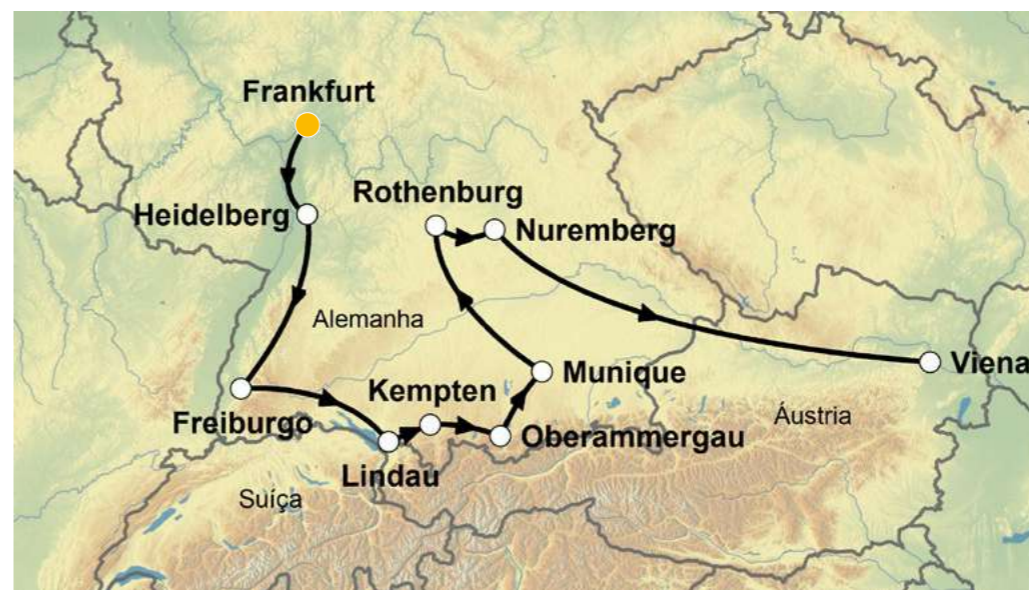 Frankfurt
Rothenburg
Heidelberg
Nuremberg
Alemanha
Viena
Munique
Kempten
Áustria
Freiburgo
Oberammergau
Lindau
Suíça